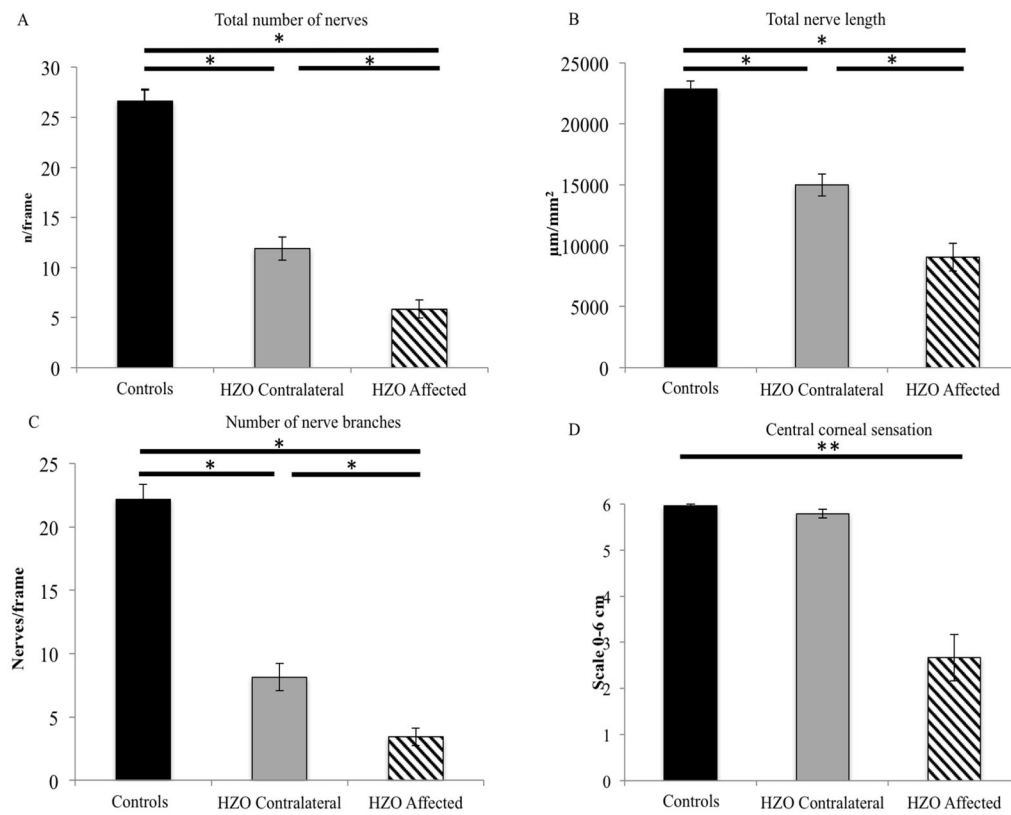 A
Total number of nerves
*
* *
30
25
20
15
10
5
0
n/frame
Controls HZO Contralateral HZO Affected
B
Total nerve length
*
* *
25000
20000
15000
10000
5000
0
µm/mm²
Controls HZO Contralateral HZO Affected
C
Number of nerve branches
*
* *
25
20
15
10
5
0
Nerves/frame
Controls HZO Contralateral HZO Affected
D
Central corneal sensation
**
6
5
4
3
2
1
0
Scale 0-6 cm
Controls HZO Contralateral HZO Affected